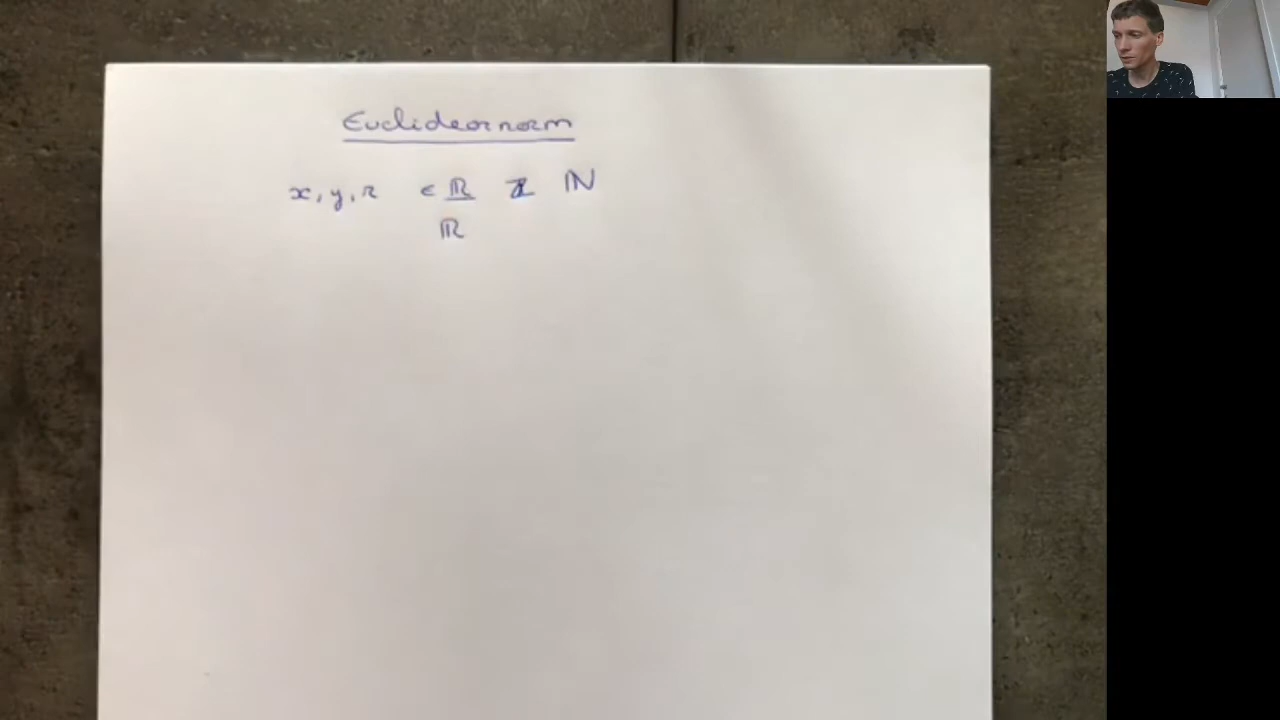 Euclidean norm
x, y, r ∈ ℝ ℤ ℕ
ℝ